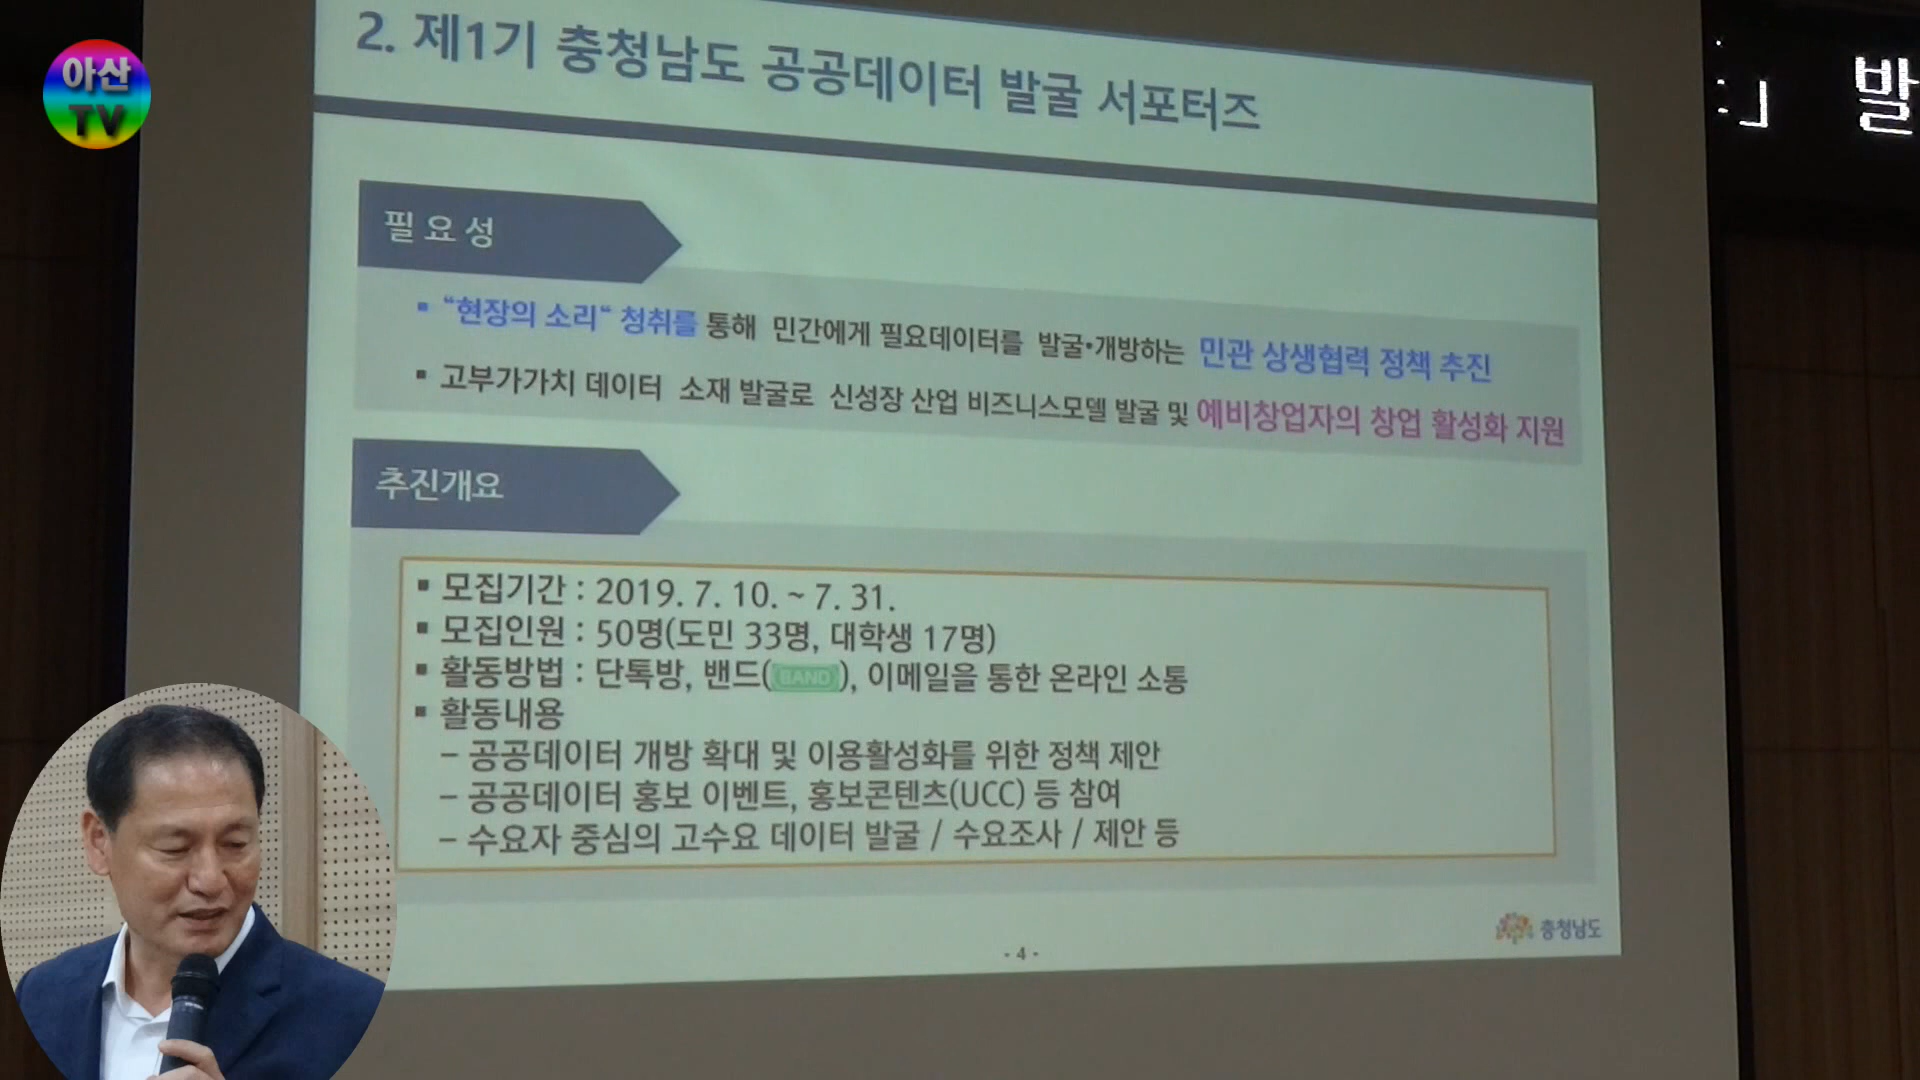 아산
TV
2. 제1기 충청남도 공공데이터 발굴 서포터즈
」 발
필 요 성
▪ “현장의 소리“ 청취를 통해 민간에게 필요데이터를 발굴•개방하는 민관 상생협력 정책 추진
▪ 고부가가치 데이터 소재 발굴로 신성장 산업 비즈니스모델 발굴 및 예비창업자의 창업 활성화 지원
추진개요
▪ 모집기간 : 2019. 7. 10. ~ 7. 31.
▪ 모집인원 : 50명(도민 33명, 대학생 17명)
▪ 활동방법 : 단톡방, 밴드(BAND), 이메일을 통한 온라인 소통
▪ 활동내용
– 공공데이터 개방 확대 및 이용활성화를 위한 정책 제안
– 공공데이터 홍보 이벤트, 홍보콘텐츠(UCC) 등 참여
– 수요자 중심의 고수요 데이터 발굴 / 수요조사 / 제안 등
충청남도
- 4 -